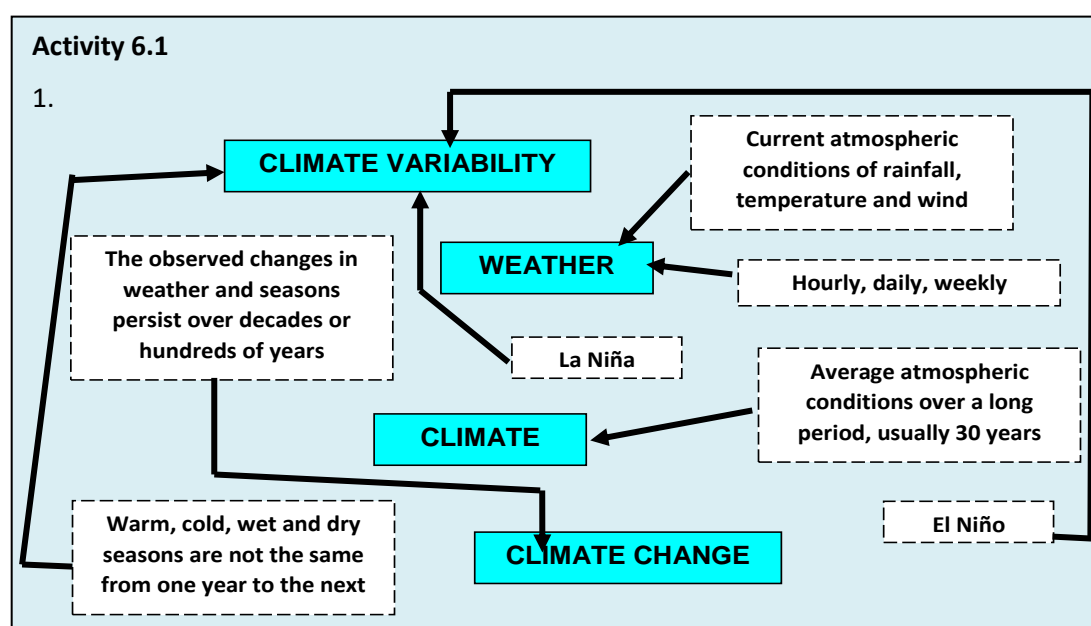 Activity 6.1
1.
CLIMATE VARIABILITY
Current atmospheric
conditions of rainfall,
temperature and wind
The observed changes in
weather and seasons
persist over decades or
hundreds of years
WEATHER
Hourly, daily, weekly
La Niña
Average atmospheric
conditions over a long
period, usually 30 years
CLIMATE
Warm, cold, wet and dry
seasons are not the same
from one year to the next
El Niño
CLIMATE CHANGE